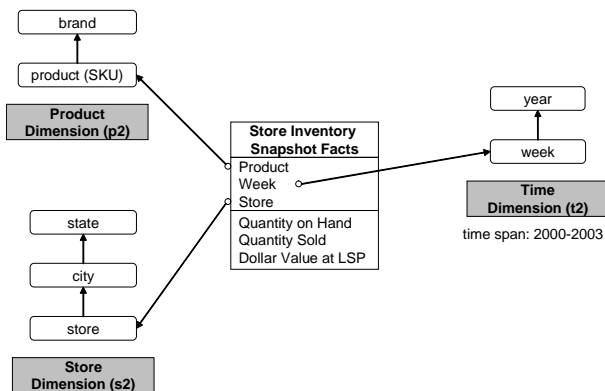 brand
product (SKU)
Product
Dimension (p2)
Store Inventory
Snapshot Facts
Product
Week
Store
Quantity on Hand
Quantity Sold
Dollar Value at LSP
year
week
Time
Dimension (t2)
time span: 2000-2003
state
city
store
Store
Dimension (s2)